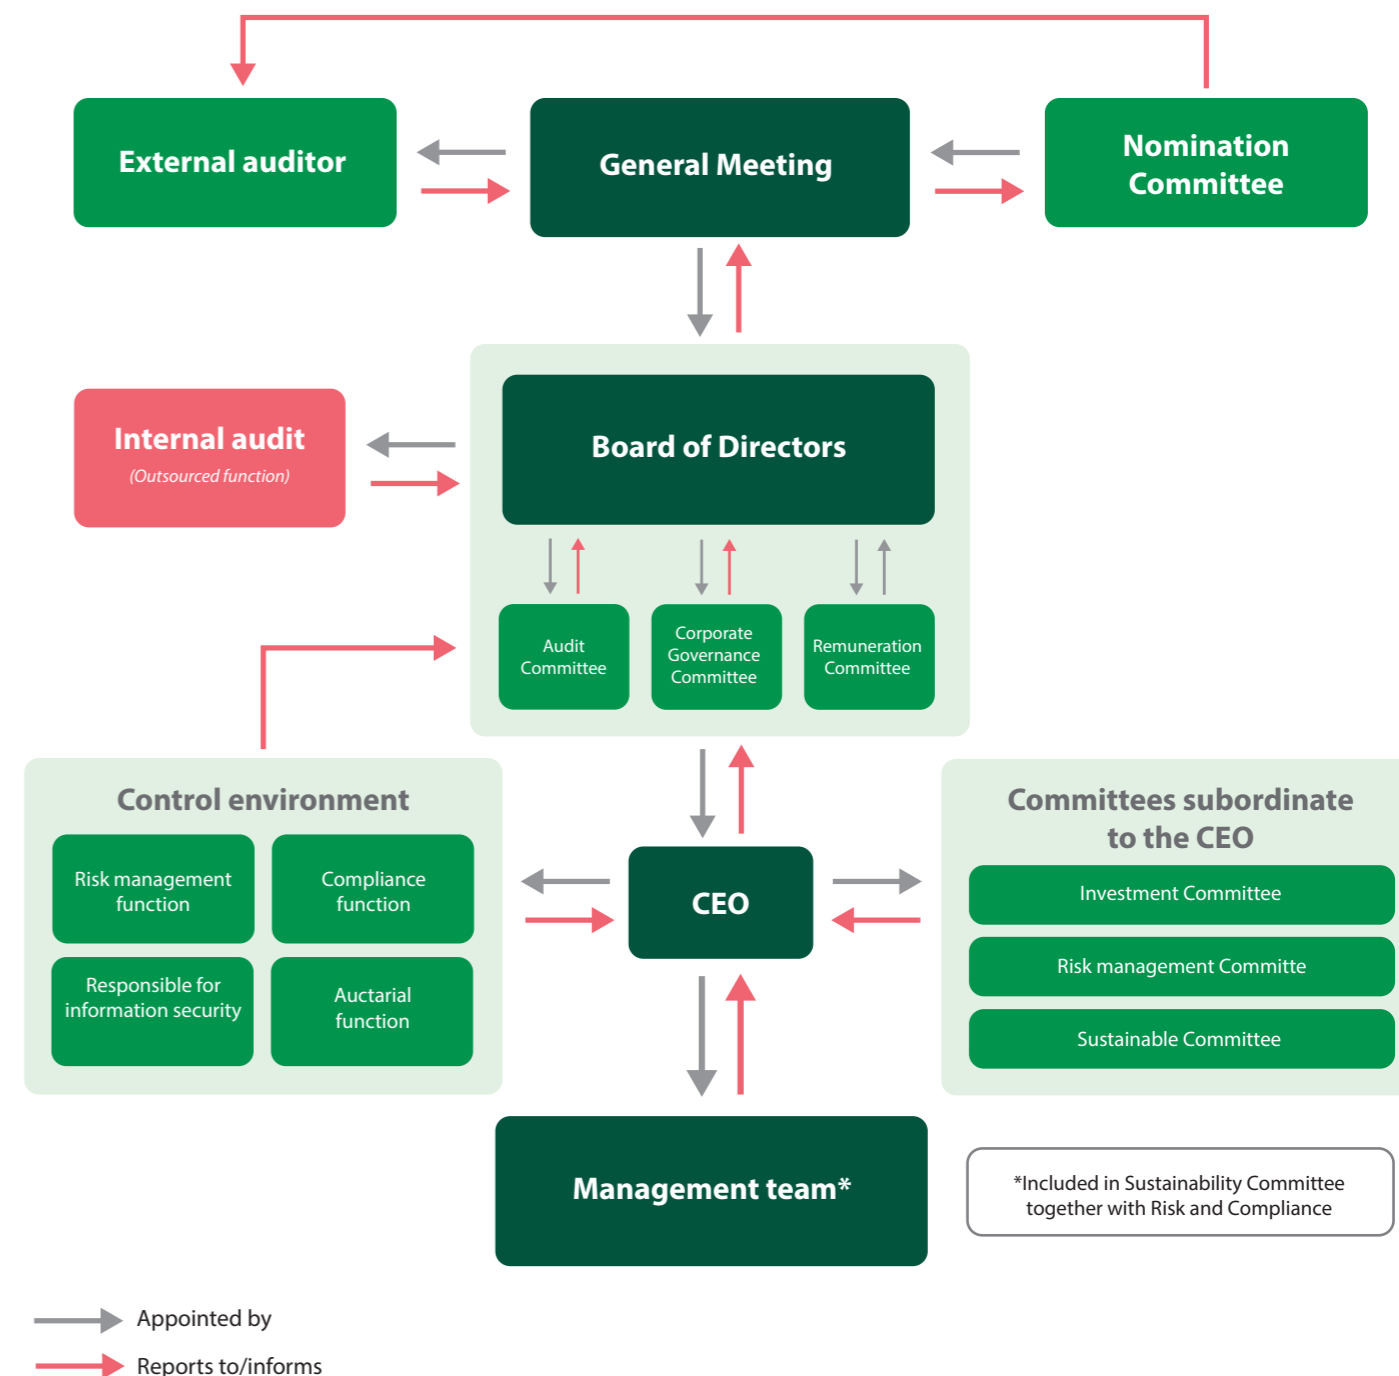 External auditor
General Meeting
Nomination
Committee
Internal audit
(Outsourced function)
Board of Directors
Audit
Committee
Corporate
Governance
Committee
Remuneration
Committee
Control environment
Risk management
function
Compliance
function
Responsible for
information security
Auctarial
function
CEO
Committees subordinate
to the CEO
Investment Committee
Risk management Committe
Sustainable Committee
Management team*
*Included in Sustainability Committee
together with Risk and Compliance
Appointed by
Reports to/informs